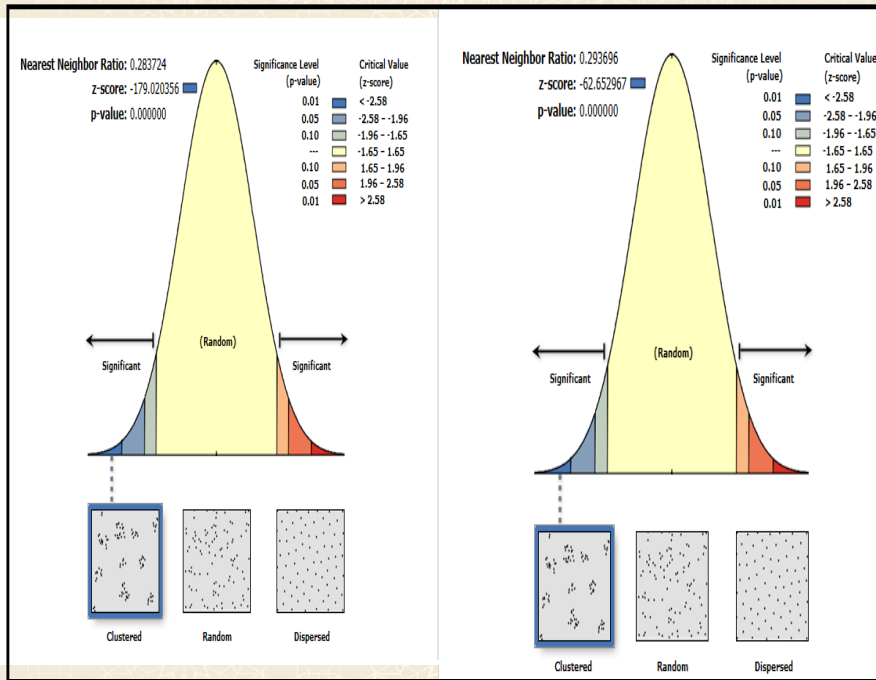 Nearest Neighbor Ratio: 0.283724
z-score: -179.020356
p-value: 0.000000
Significance Level
(p-value)
Critical Value
(z-score)
0.01 < -2.58
0.05 -2.58 - -1.96
0.10 -1.96 - -1.65
--- -1.65 - 1.65
0.10 1.65 - 1.96
0.05 1.96 - 2.58
0.01 > 2.58
(Random)
Significant
Significant
Clustered
Random
Dispersed
Nearest Neighbor Ratio: 0.293696
z-score: -62.652967
p-value: 0.000000
Significance Level
(p-value)
Critical Value
(z-score)
0.01 < -2.58
0.05 -2.58 - -1.96
0.10 -1.96 - -1.65
--- -1.65 - 1.65
0.10 1.65 - 1.96
0.05 1.96 - 2.58
0.01 > 2.58
(Random)
Significant
Significant
Clustered
Random
Dispersed